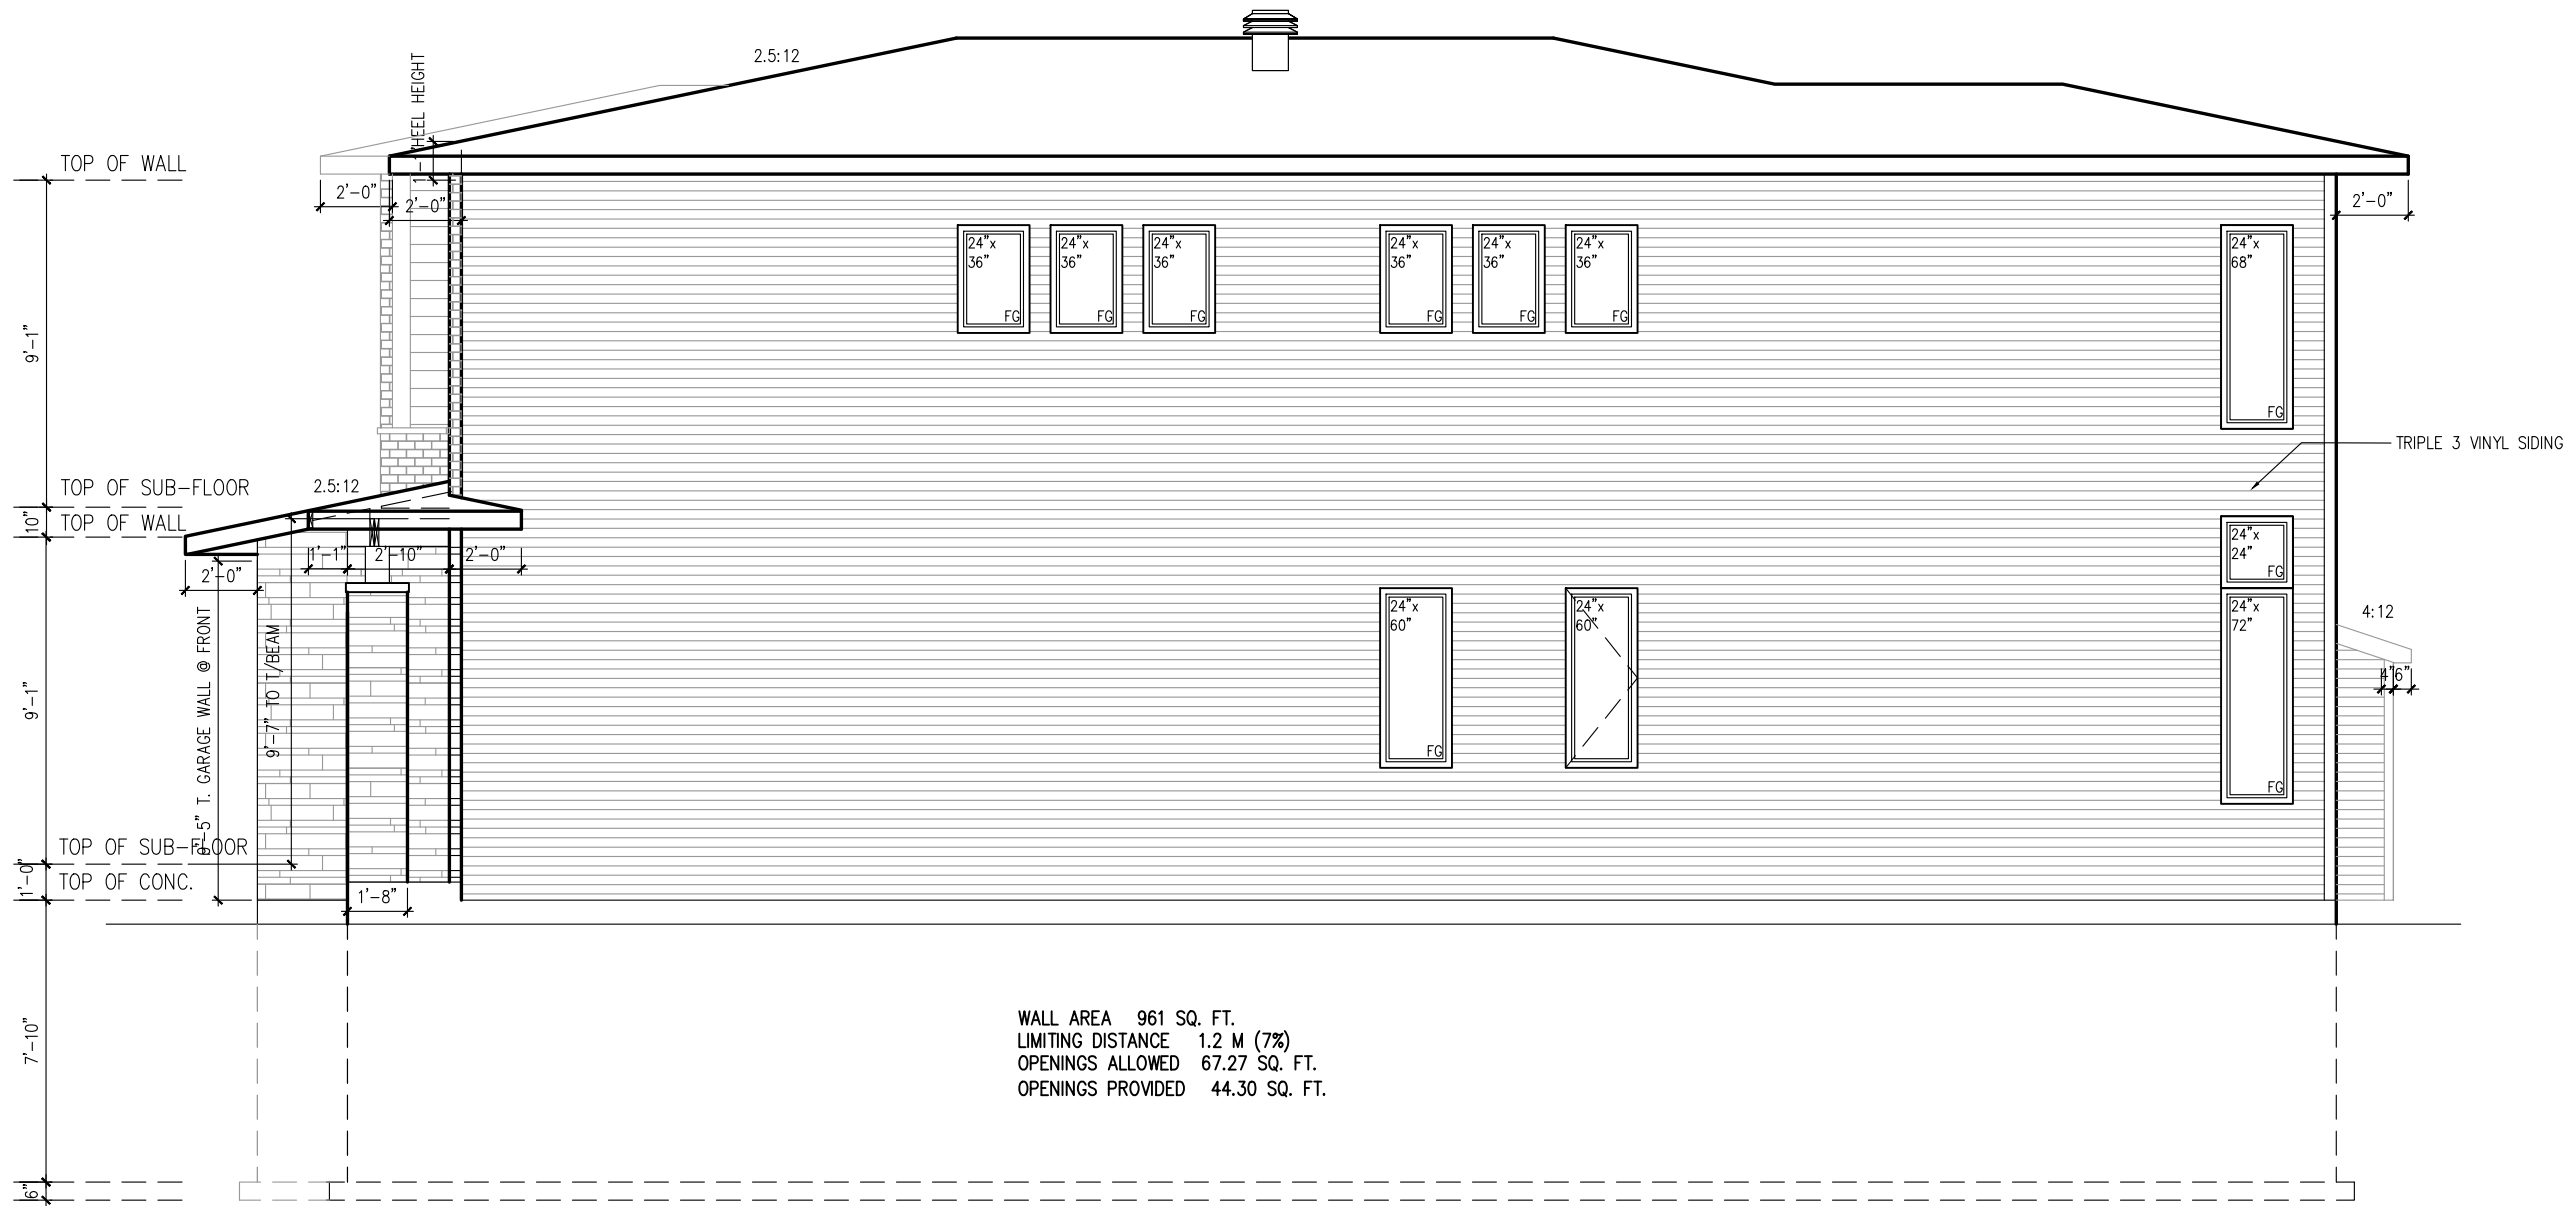 2.5:12
1'-1" HEEL HEIGHT
TOP OF WALL
2'-0"
2'-0"
2'-0"
24"x
36"
FG
24"x
36"
FG
24"x
36"
FG
24"x
36"
FG
24"x
36"
FG
24"x
36"
FG
24"x
68"
FG
9'-1"
TRIPLE 3 VINYL SIDING
TOP OF SUB-FLOOR
2.5:12
10"
TOP OF WALL
1'-1"
2'-10"
2'-0"
2'-0"
24"x
24"
FG
24"x
60"
FG
24"x
60"
24"x
72"
FG
4:12
4"
6"
9'-1"
9'-5" T. GARAGE WALL @ FRONT
9'-7" TO T/BEAM
TOP OF SUB-FLOOR
1'-0"
TOP OF CONC.
1'-8"
7'-10"
WALL AREA 961 SQ. FT.
LIMITING DISTANCE 1.2 M (7%)
OPENINGS ALLOWED 67.27 SQ. FT.
OPENINGS PROVIDED 44.30 SQ. FT.
6"